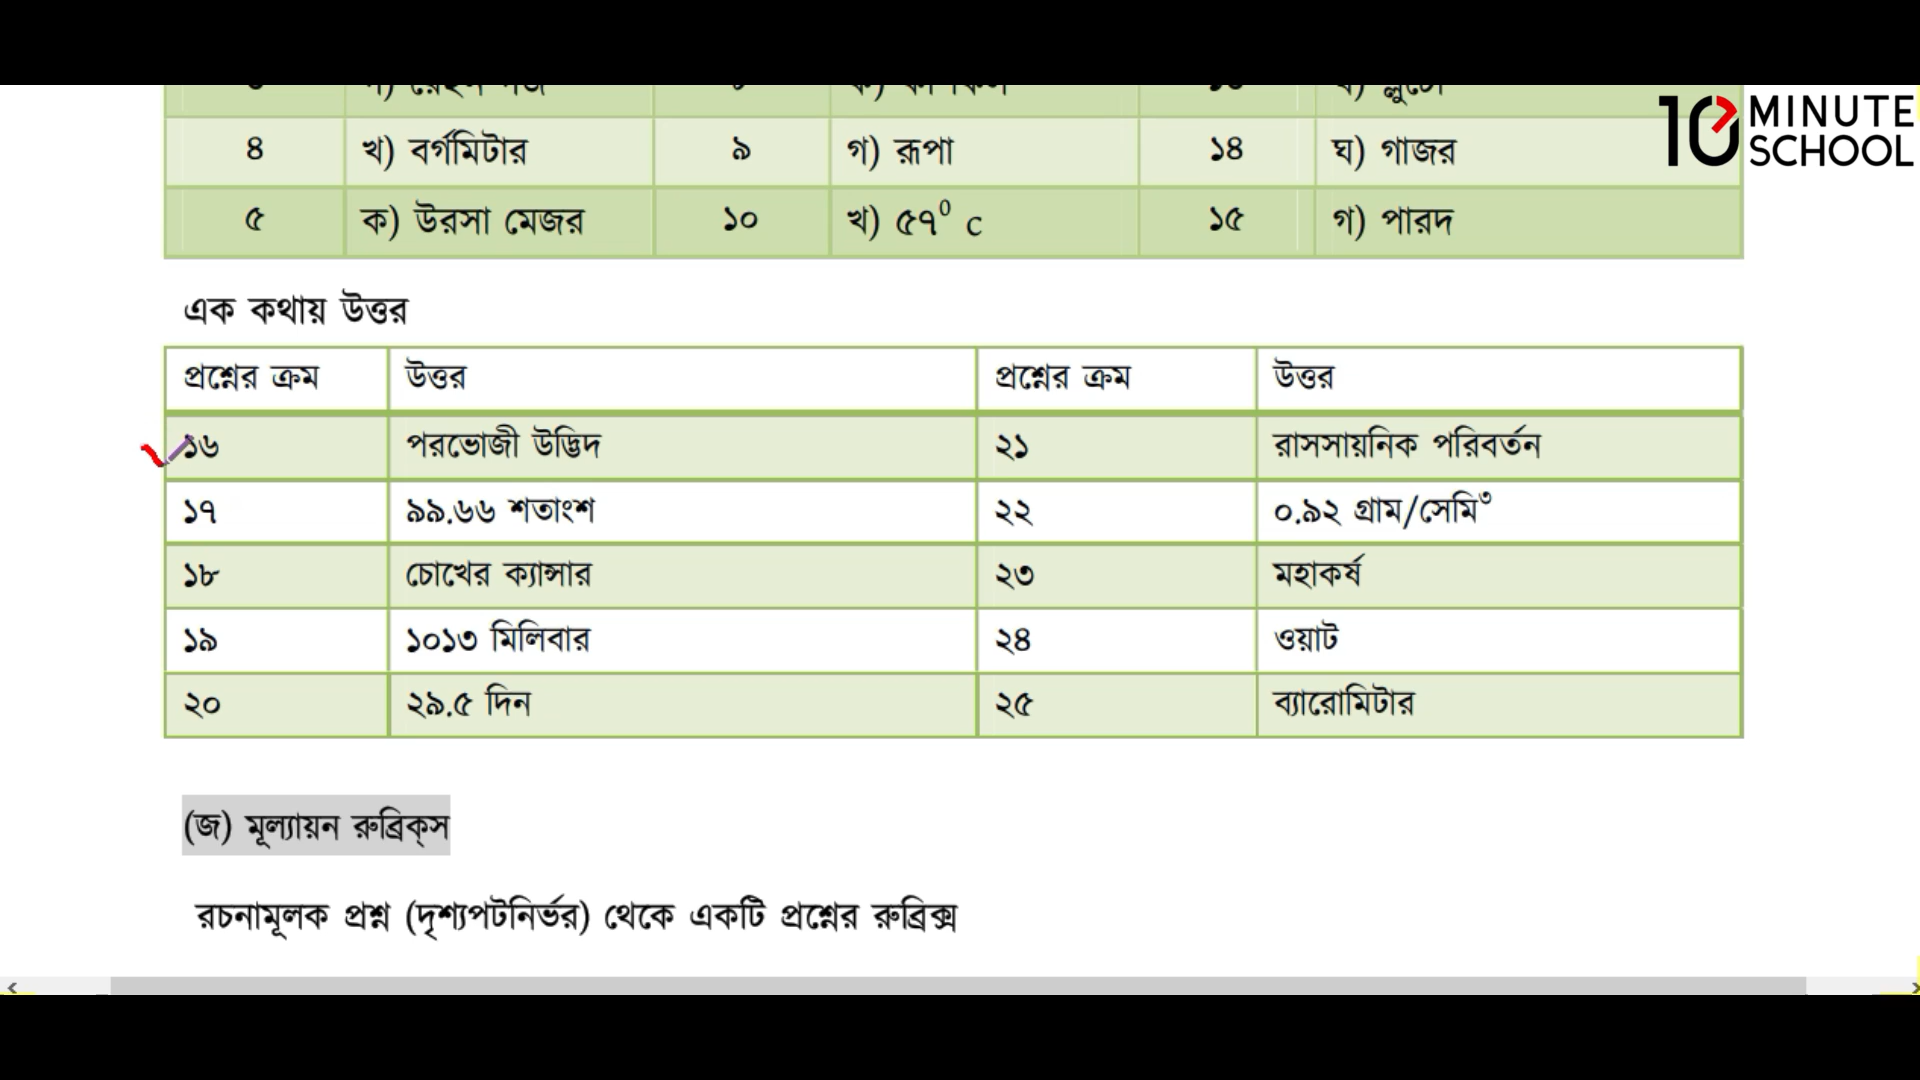 10 MINUTE SCHOOL
৪ খ) বর্গমিটার ৯ গ) রূপা ১৪ ঘ) গাজর
৫ ক) উরসা মেজর ১০ খ) ৫৭⁰ c ১৫ গ) পারদ
এক কথায় উত্তর
প্রশ্নের ক্রম উত্তর প্রশ্নের ক্রম উত্তর
১৬ পরভোজী উদ্ভিদ ২১ রাসসায়নিক পরিবর্তন
১৭ ৯৯.৬৬ শতাংশ ২২ ০.৯২ গ্রাম/সেমি³
১৮ চোখের ক্যান্সার ২৩ মহাকর্ষ
১৯ ১০১৩ মিলিবার ২৪ ওয়াট
২০ ২৯.৫ দিন ২৫ ব্যারোমিটার
(জ) মূল্যায়ন রুব্রিক্‌স
রচনামূলক প্রশ্ন (দৃশ্যপটনির্ভর) থেকে একটি প্রশ্নের রুব্রিক্স